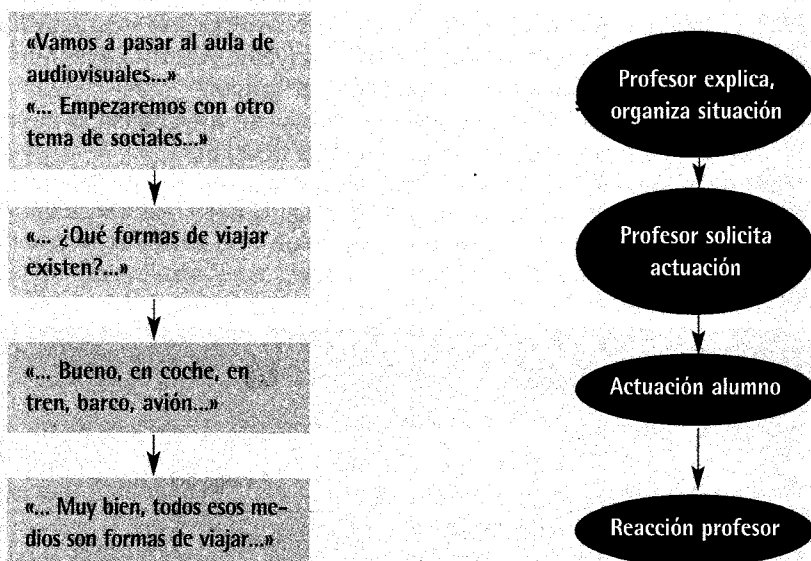 «Vamos a pasar al aula de
audiovisuales...»
«... Empezaremos con otro
tema de sociales...»
Profesor explica,
organiza situación
«... ¿Qué formas de viajar
existen?...»
Profesor solicita
actuación
«... Bueno, en coche, en
tren, barco, avión...»
Actuación alumno
«... Muy bien, todos esos me-
dios son formas de viajar...»
Reacción profesor